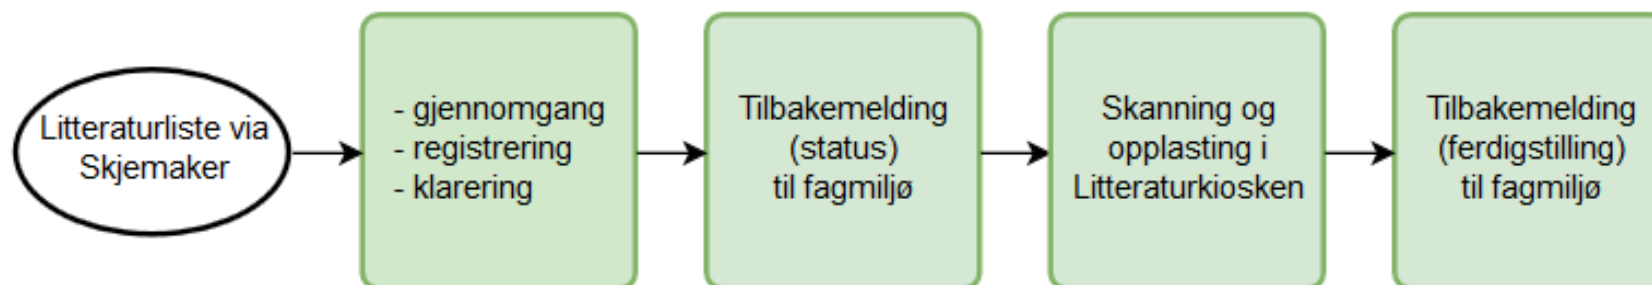 Litteraturliste via
Skjemaker
- gjennomgang
- registrering
- klarering
Tilbakemelding
(status)
til fagmiljø
Skanning og
opplasting i
Litteraturkiosken
Tilbakemelding
(ferdigstilling)
til fagmiljø